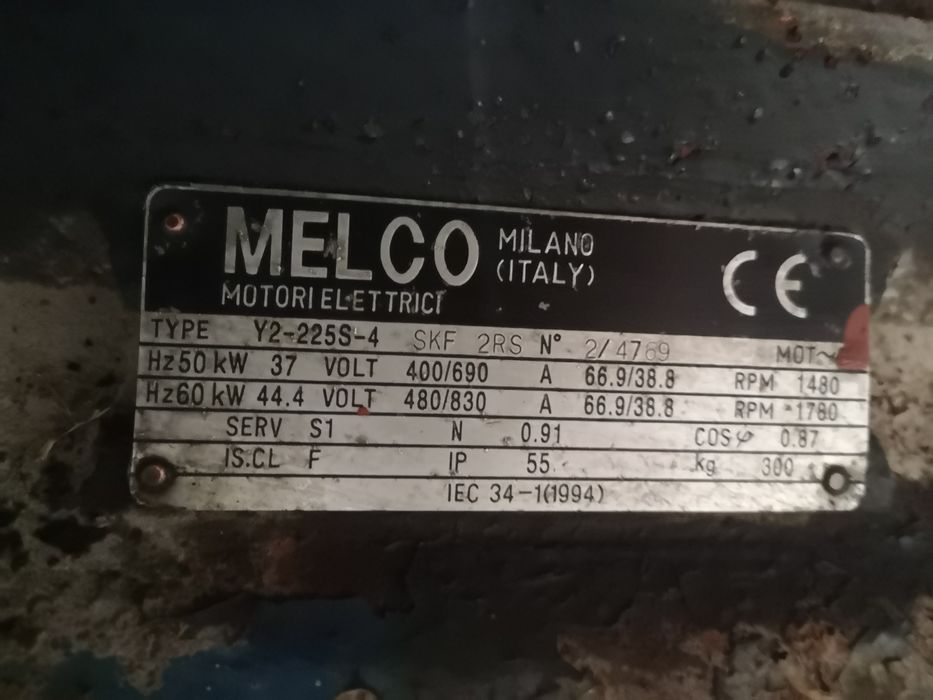 MELCO MILANO
(ITALY)
CE
MOTORI ELETTRICI
TYPE Y2-225S-4 SKF 2RS N° 2/4769 MOT~
Hz50 kW 37 VOLT 400/690 A 66.9/38.8 RPM 1480
Hz60 kW 44.4 VOLT 480/830 A 66.9/38.8 RPM 1780
SERV S1 N 0.91 COSφ 0.87
IS.CL F IP 55 kg 300
IEC 34-1(1994)